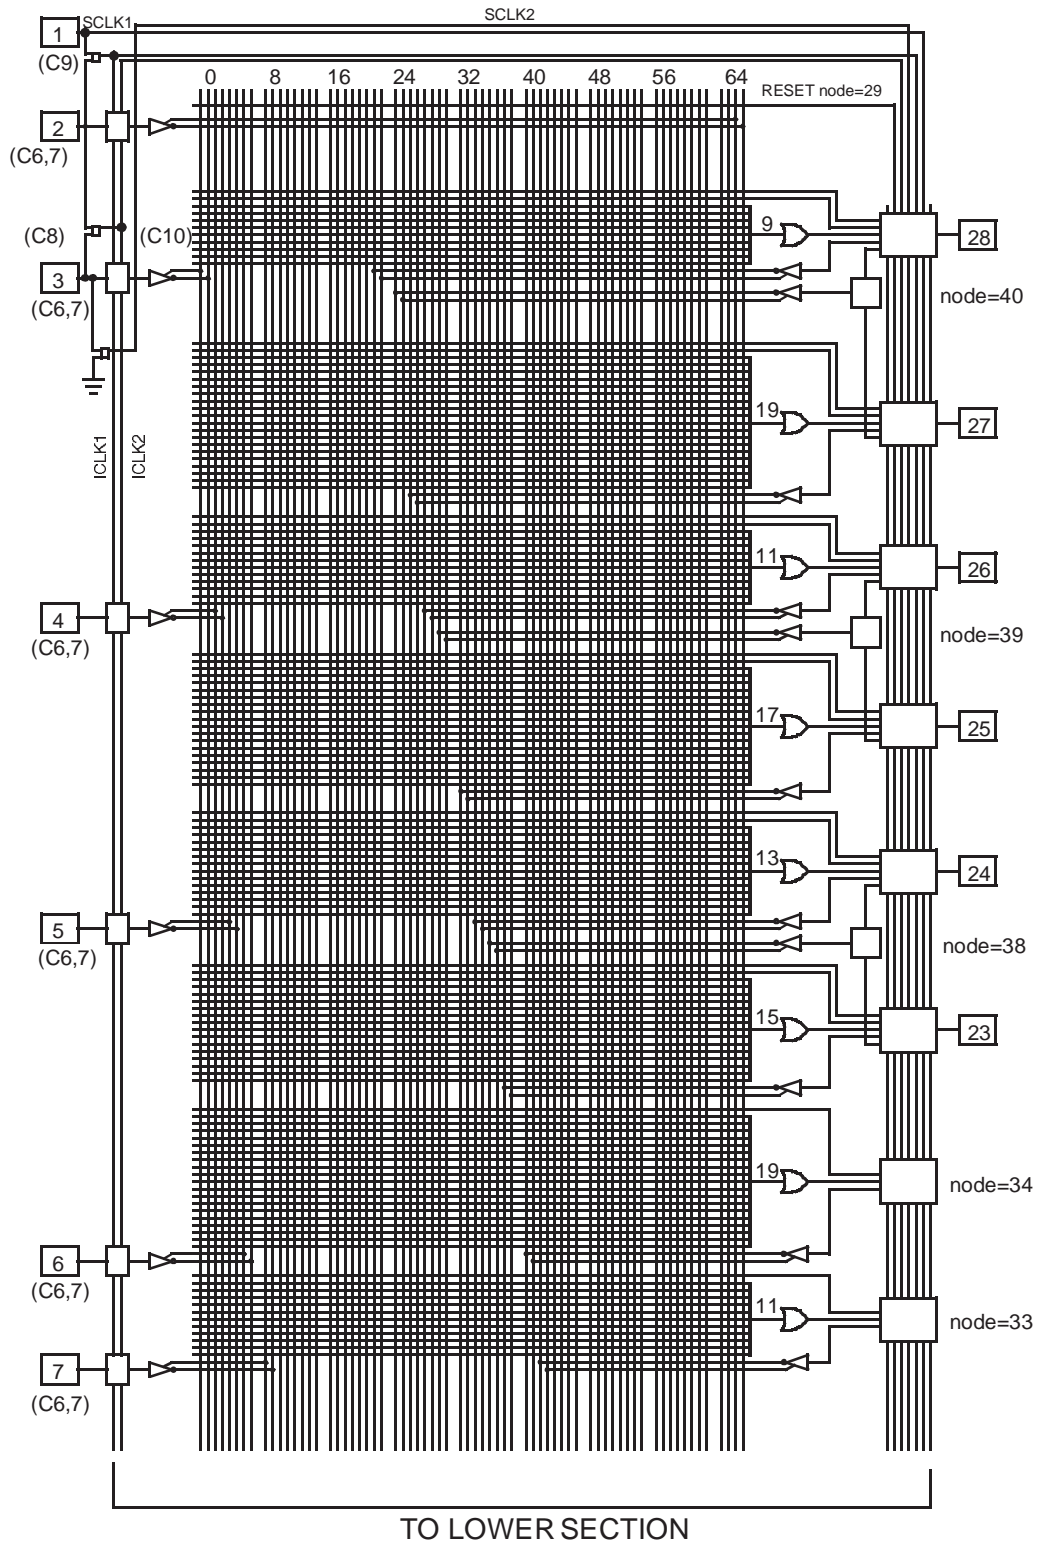 SCLK2
1
SCLK1
(C9)
0 8 16 24 32 40 48 56 64
RESET node=29
2
(C6,7)
9
28
(C8)
(C10)
3
(C6,7)
node=40
19
27
ICLK1
ICLK2
11
26
4
(C6,7)
node=39
17
25
13
24
5
(C6,7)
node=38
15
23
19
node=34
6
(C6,7)
11
node=33
7
(C6,7)
TO LOWER SECTION